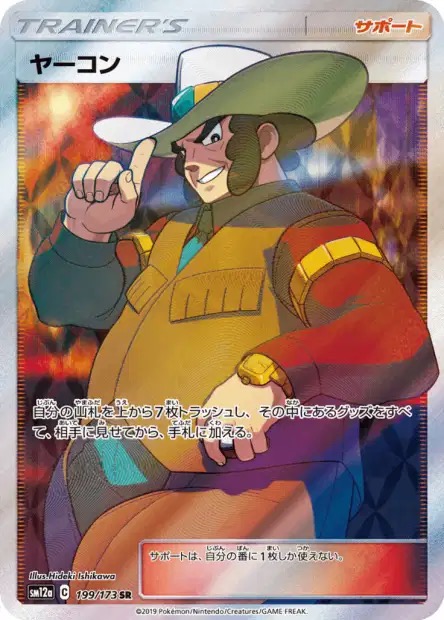 TRAINER'S サポート
ヤーコン
自分の山札を上から7枚トラッシュし、その中にあるグッズをすべ
て、相手に見せてから、手札に加える。
サポートは、自分の番に1枚しか使えない。
Illus. Hideki Ishikawa
sm12a C 199/173 SR
©2019 Pokémon/Nintendo/Creatures/GAME FREAK.